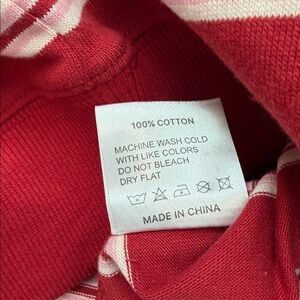 100% COTTON
MACHINE WASH COLD
WITH LIKE COLORS
DO NOT BLEACH
DRY FLAT
MADE IN CHINA